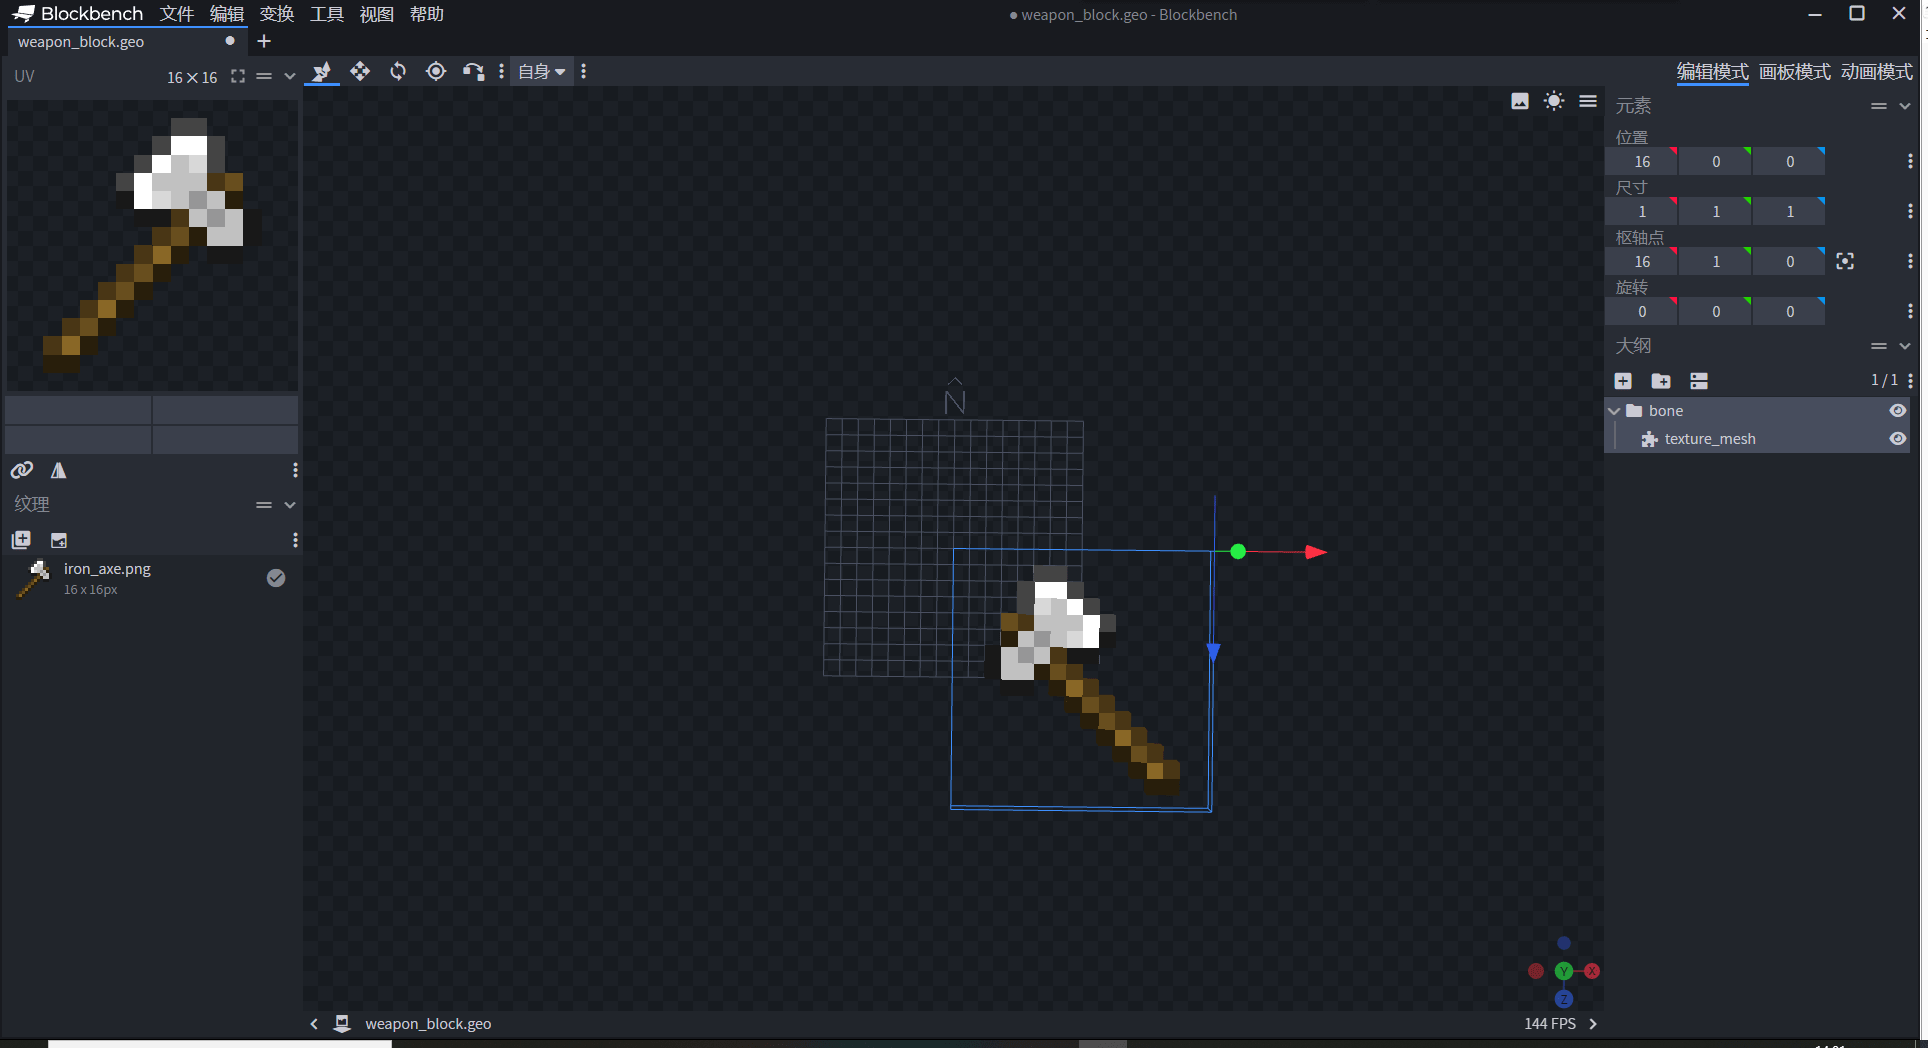 Blockbench 文件 编辑 变换 工具 视图 帮助
● weapon_block.geo - Blockbench
weapon_block.geo
UV
16×16
自身
编辑模式 画板模式 动画模式
元素
位置
16 0 0
尺寸
1 1 1
枢轴点
16 1 0
旋转
0 0 0
大纲
1 / 1
bone
texture_mesh
N
纹理
iron_axe.png
16 x 16px
Y X
Z
weapon_block.geo
144 FPS